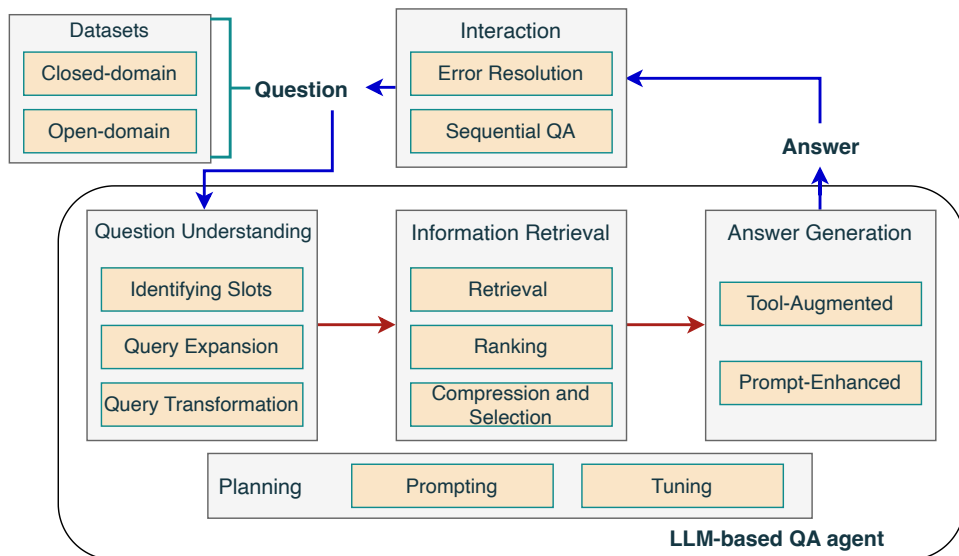 Datasets
Closed-domain
Open-domain
Question
Interaction
Error Resolution
Sequential QA
Answer
Question Understanding
Identifying Slots
Query Expansion
Query Transformation
Information Retrieval
Retrieval
Ranking
Compression and
Selection
Answer Generation
Tool-Augmented
Prompt-Enhanced
Planning
Prompting
Tuning
LLM-based QA agent